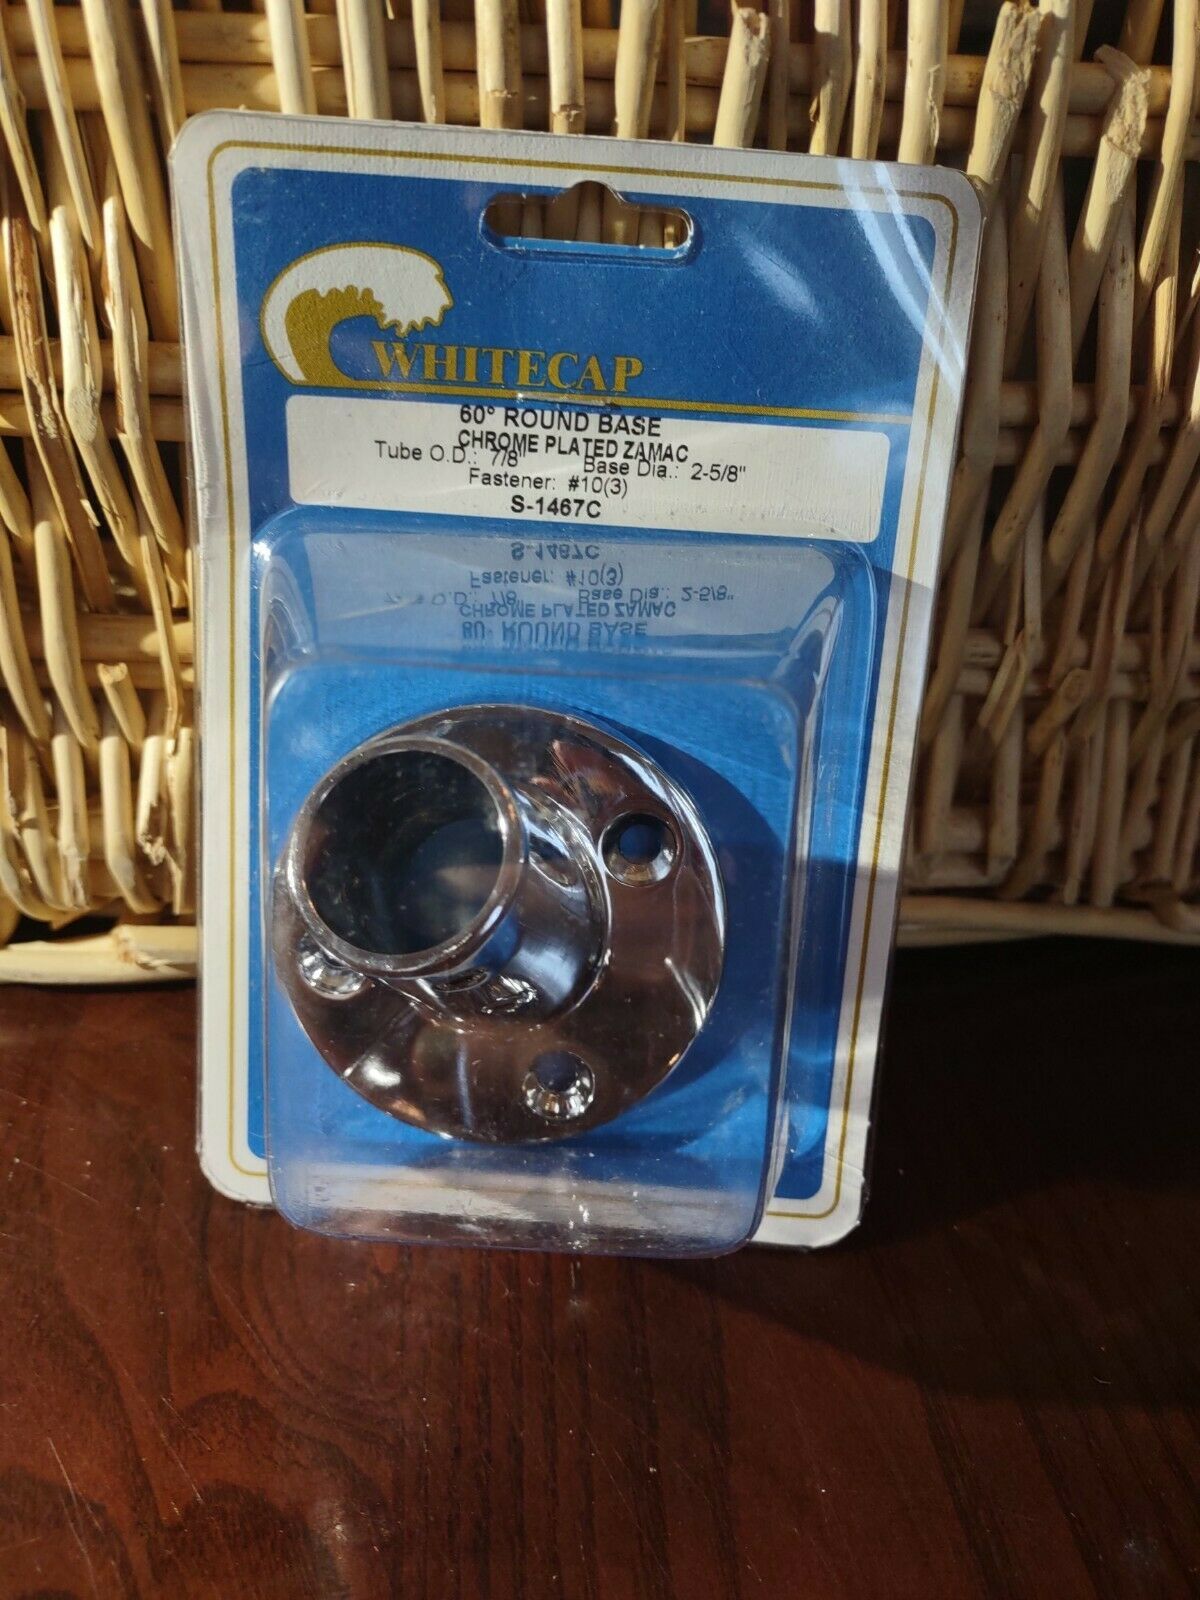 WHITECAP
60° ROUND BASE
CHROME PLATED ZAMAC
Tube O.D.: 7/8" Base Dia.: 2-5/8"
Fastener: #10(3)
S-1467C